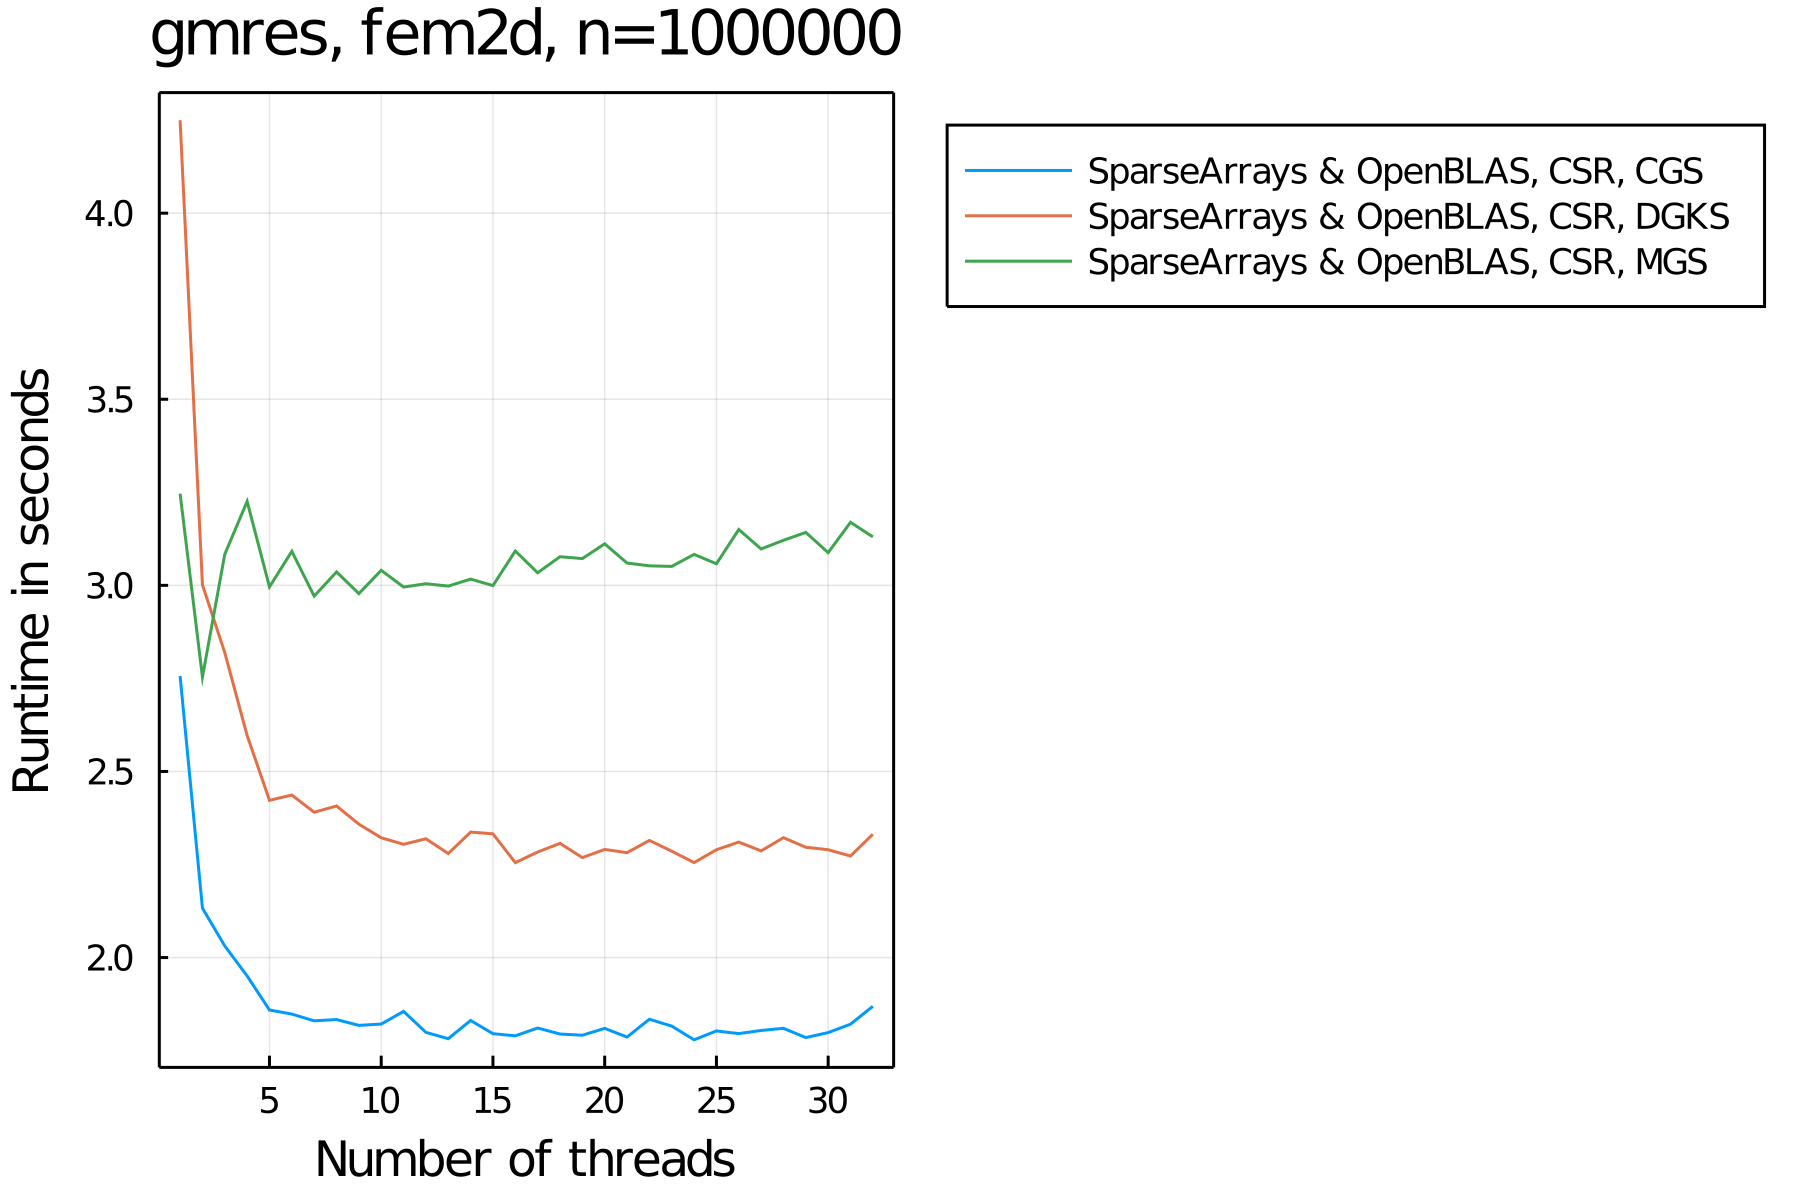 gmres, fem2d, n=1000000
SparseArrays & OpenBLAS, CSR, CGS
SparseArrays & OpenBLAS, CSR, DGKS
SparseArrays & OpenBLAS, CSR, MGS
Runtime in seconds
4.0
3.5
3.0
2.5
2.0
5 10 15 20 25 30
Number of threads